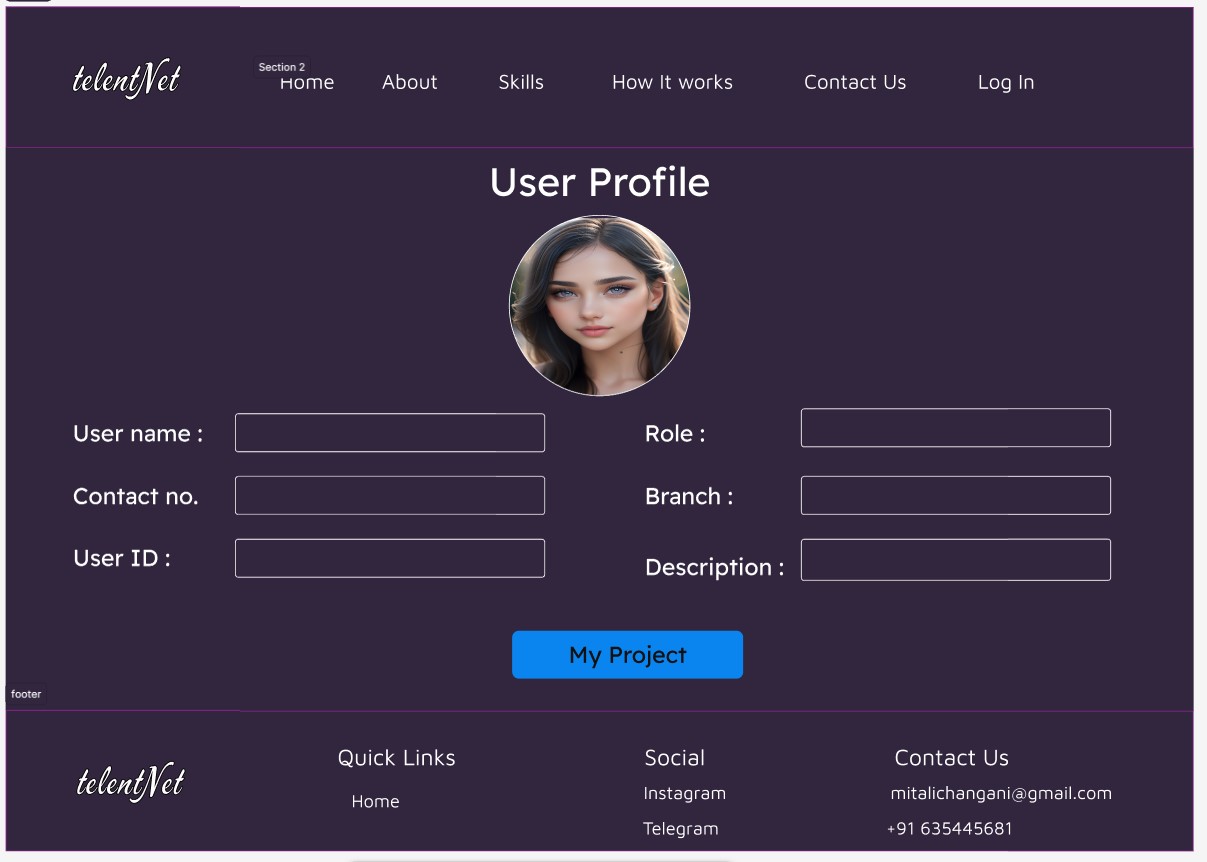 telentNet
Section 2
Home About Skills How It works Contact Us Log In
User Profile
User name :
Role :
Contact no.
Branch :
User ID :
Description :
My Project
footer
telentNet
Quick Links Social Contact Us
Home Instagram mitalichangani@gmail.com
Telegram +91 635445681